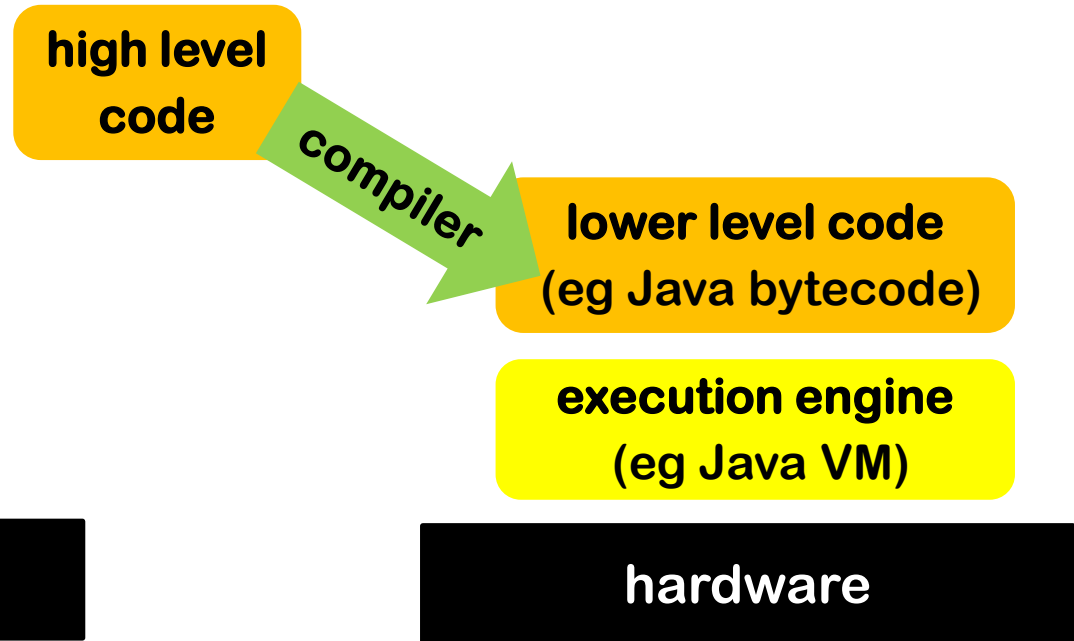 high level
code
compiler
lower level code
(eg Java bytecode)
execution engine
(eg Java VM)
hardware